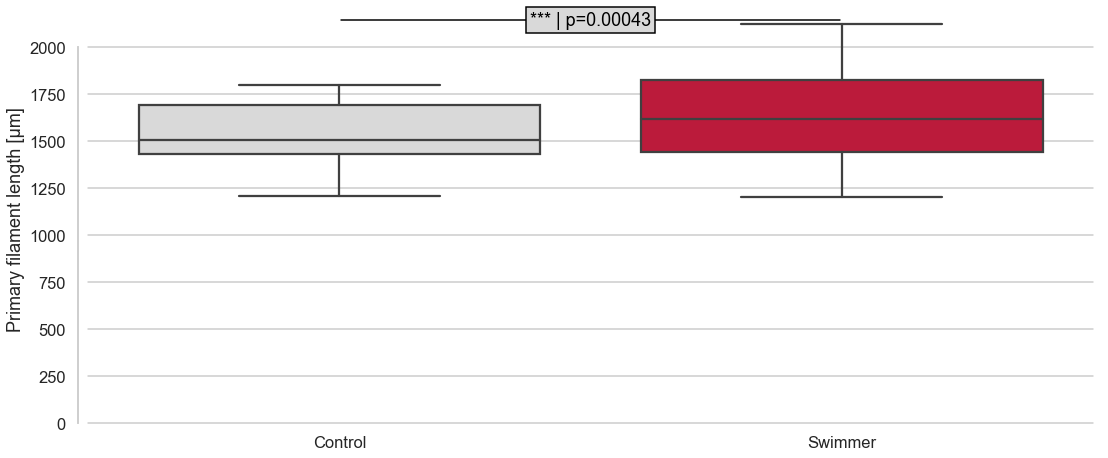 *** | p=0.00043
Primary filament length [µm]
2000
1750
1500
1250
1000
750
500
250
0
Control
Swimmer